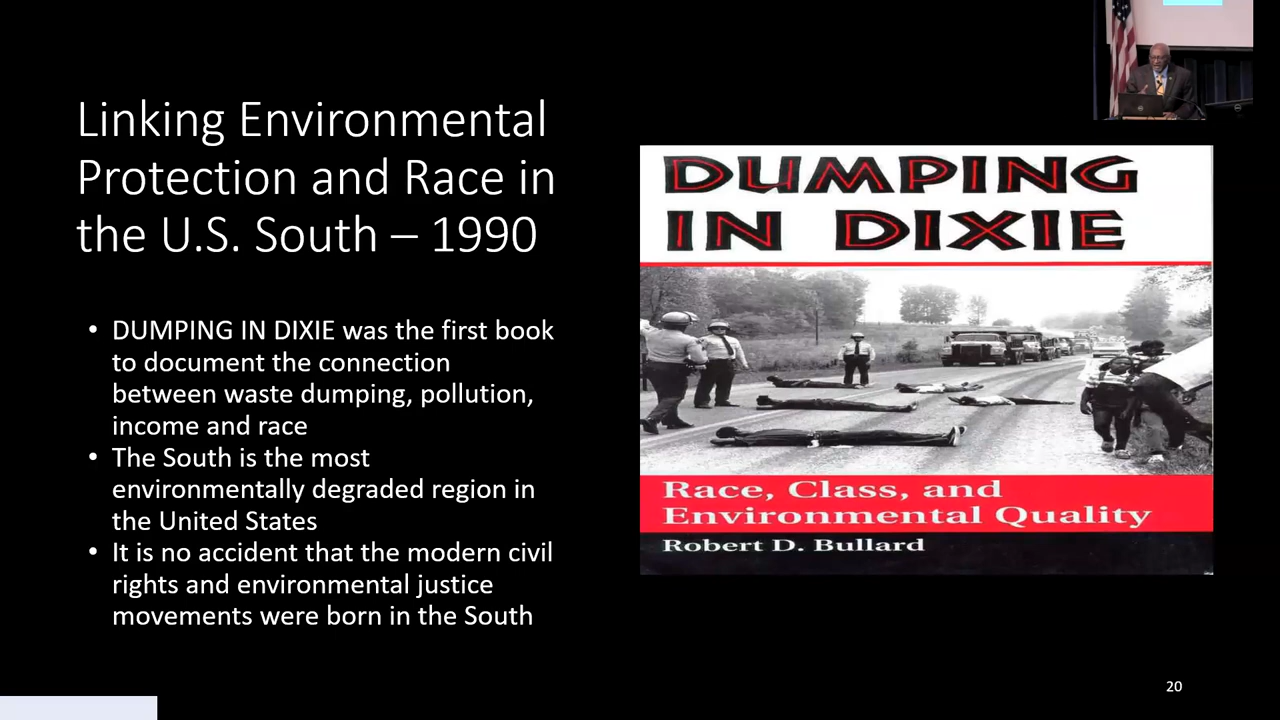 Linking Environmental
Protection and Race in
the U.S. South – 1990
• DUMPING IN DIXIE was the first book
to document the connection
between waste dumping, pollution,
income and race
• The South is the most
environmentally degraded region in
the United States
• It is no accident that the modern civil
rights and environmental justice
movements were born in the South
DUMPING
IN DIXIE
Race, Class, and
Environmental Quality
Robert D. Bullard
20